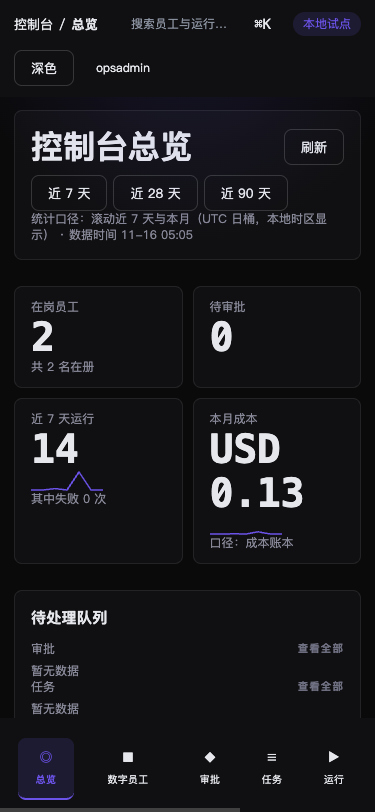 控制台 / 总览
搜索员工与运行…
⌘K
本地试点
深色
opsadmin
控制台总览
刷新
近 7 天
近 28 天
近 90 天
统计口径：滚动近 7 天与本月（UTC 日桶，本地时区显
示） · 数据时间 11-16 05:05
在岗员工
2
共 2 名在册
待审批
0
近 7 天运行
14
其中失败 0 次
本月成本
USD
0.13
口径：成本账本
待处理队列
审批
查看全部
暂无数据
任务
查看全部
暂无数据
总览
数字员工
审批
任务
运行